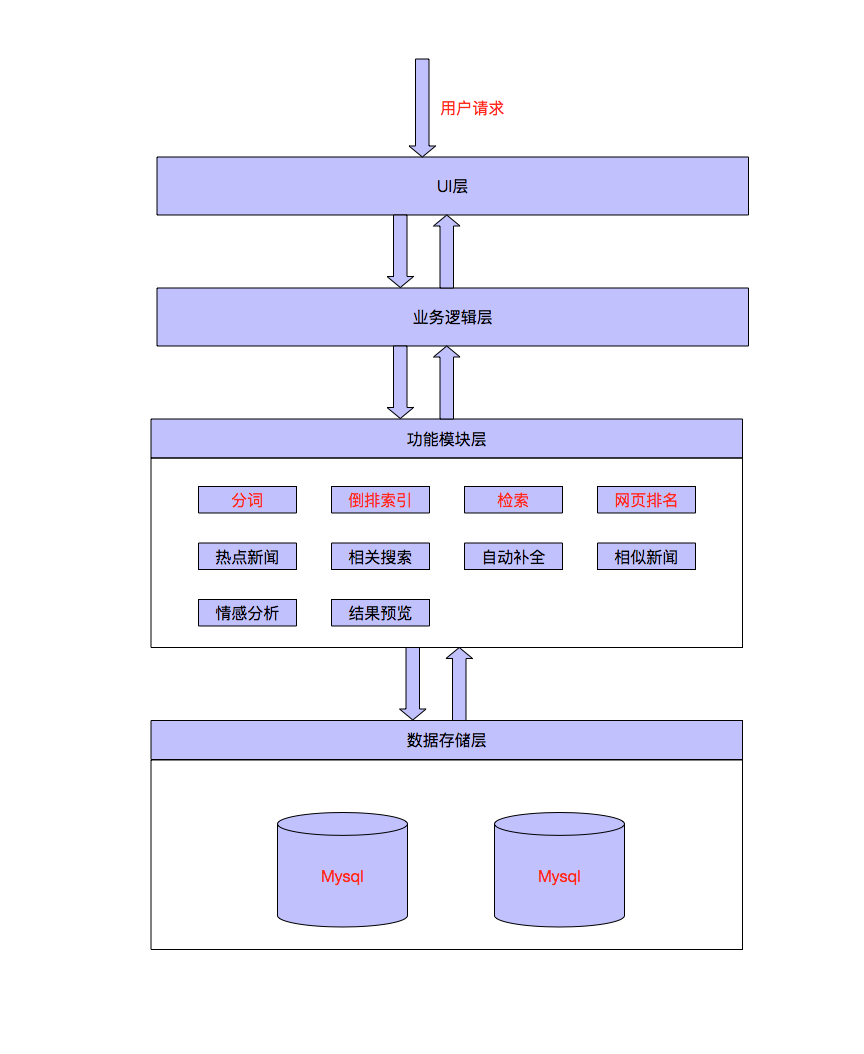 用户请求
UI层
业务逻辑层
功能模块层
分词 倒排索引 检索 网页排名
热点新闻 相关搜索 自动补全 相似新闻
情感分析 结果预览
数据存储层
Mysql Mysql